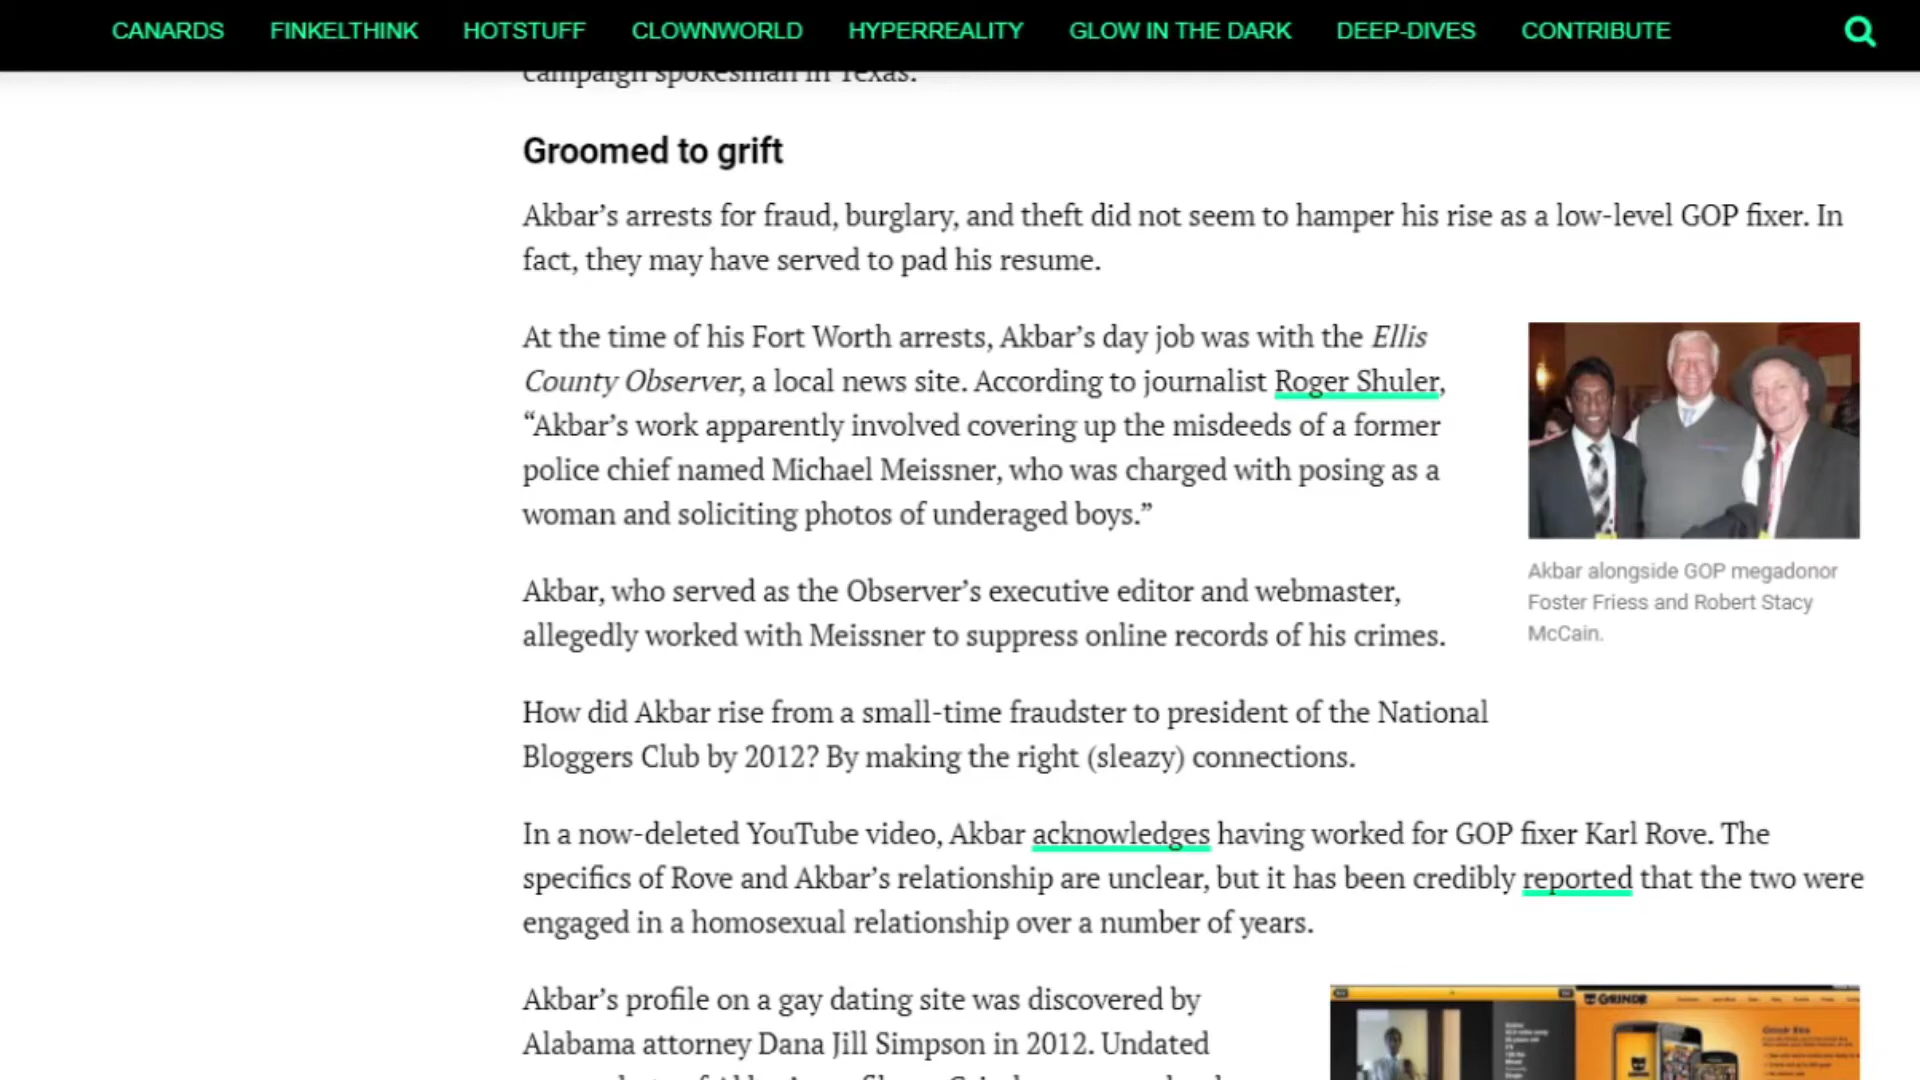 CANARDS FINKELTHINK HOTSTUFF CLOWNWORLD HYPERREALITY GLOW IN THE DARK DEEP-DIVES CONTRIBUTE
campaign spokesman in Texas.
Groomed to grift
Akbar’s arrests for fraud, burglary, and theft did not seem to hamper his rise as a low-level GOP fixer. In
fact, they may have served to pad his resume.
At the time of his Fort Worth arrests, Akbar’s day job was with the Ellis
County Observer, a local news site. According to journalist Roger Shuler,
“Akbar’s work apparently involved covering up the misdeeds of a former
police chief named Michael Meissner, who was charged with posing as a
woman and soliciting photos of underaged boys.”
Akbar alongside GOP megadonor
Foster Friess and Robert Stacy
McCain.
Akbar, who served as the Observer’s executive editor and webmaster,
allegedly worked with Meissner to suppress online records of his crimes.
How did Akbar rise from a small-time fraudster to president of the National
Bloggers Club by 2012? By making the right (sleazy) connections.
In a now-deleted YouTube video, Akbar acknowledges having worked for GOP fixer Karl Rove. The
specifics of Rove and Akbar’s relationship are unclear, but it has been credibly reported that the two were
engaged in a homosexual relationship over a number of years.
Akbar’s profile on a gay dating site was discovered by
Alabama attorney Dana Jill Simpson in 2012. Undated
GRINDR